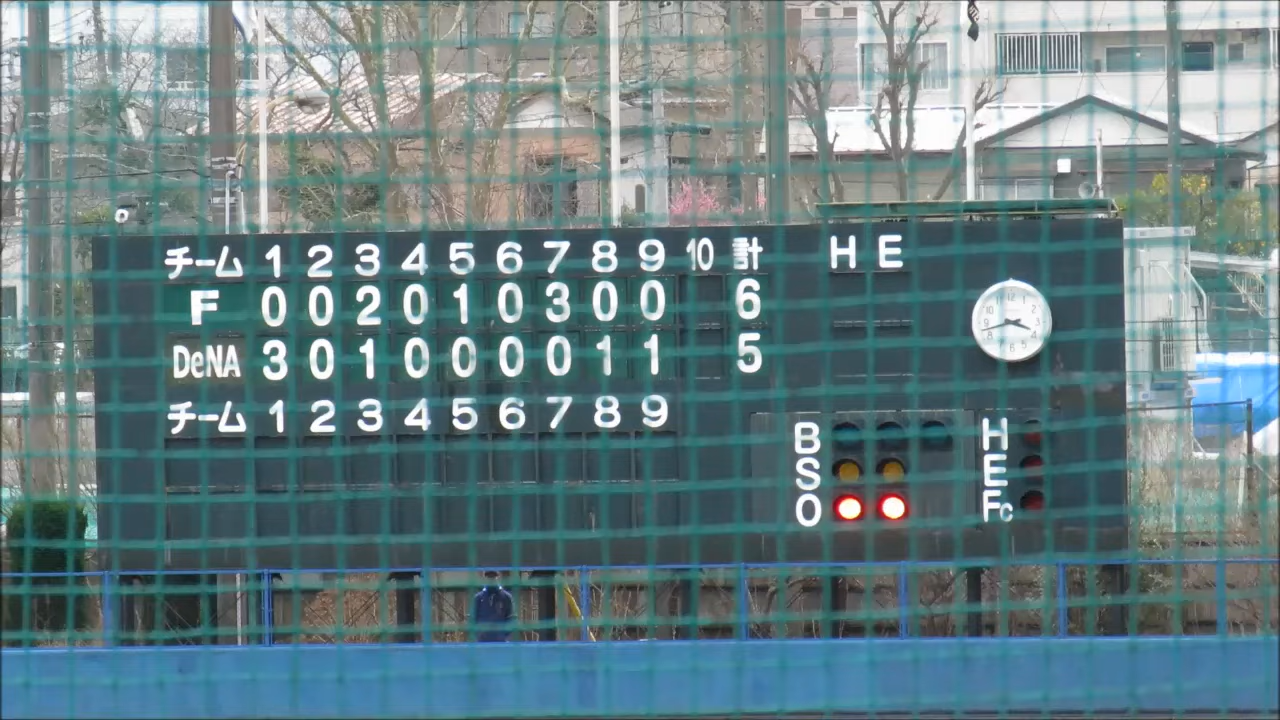 チーム 1 2 3 4 5 6 7 8 9 10 計 H E
F 0 0 2 0 1 0 3 0 0 6
DeNA 3 0 1 0 0 0 0 1 1 5
チーム 1 2 3 4 5 6 7 8 9
B H
S E
O Fc